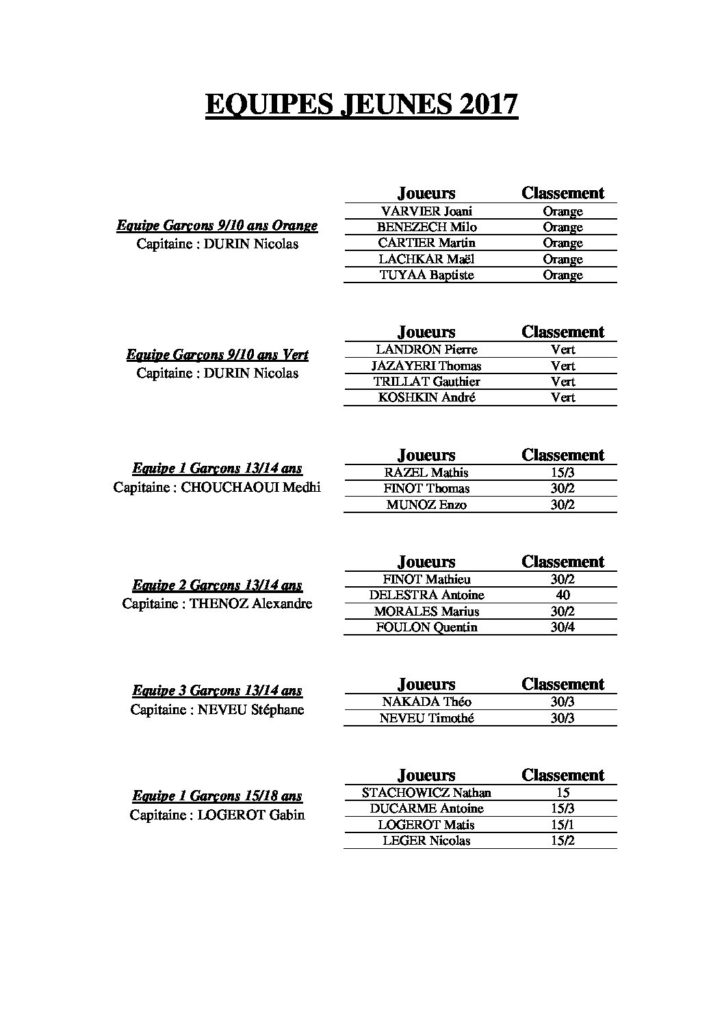 EQUIPES JEUNES 2017
Joueurs Classement
Equipe Garçons 9/10 ans Orange
Capitaine : DURIN Nicolas
VARVIER Joani Orange
BENEZECH Milo Orange
CARTIER Martin Orange
LACHKAR Maël Orange
TUYAA Baptiste Orange
Joueurs Classement
Equipe Garçons 9/10 ans Vert
Capitaine : DURIN Nicolas
LANDRON Pierre Vert
JAZAYERI Thomas Vert
TRILLAT Gauthier Vert
KOSHKIN André Vert
Joueurs Classement
Equipe 1 Garçons 13/14 ans
Capitaine : CHOUCHAOUI Medhi
RAZEL Mathis 15/3
FINOT Thomas 30/2
MUNOZ Enzo 30/2
Joueurs Classement
Equipe 2 Garçons 13/14 ans
Capitaine : THENOZ Alexandre
FINOT Mathieu 30/2
DELESTRA Antoine 40
MORALES Marius 30/2
FOULON Quentin 30/4
Joueurs Classement
Equipe 3 Garçons 13/14 ans
Capitaine : NEVEU Stéphane
NAKADA Théo 30/3
NEVEU Timothé 30/3
Joueurs Classement
Equipe 1 Garçons 15/18 ans
Capitaine : LOGEROT Gabin
STACHOWICZ Nathan 15
DUCARME Antoine 15/3
LOGEROT Matis 15/1
LEGER Nicolas 15/2